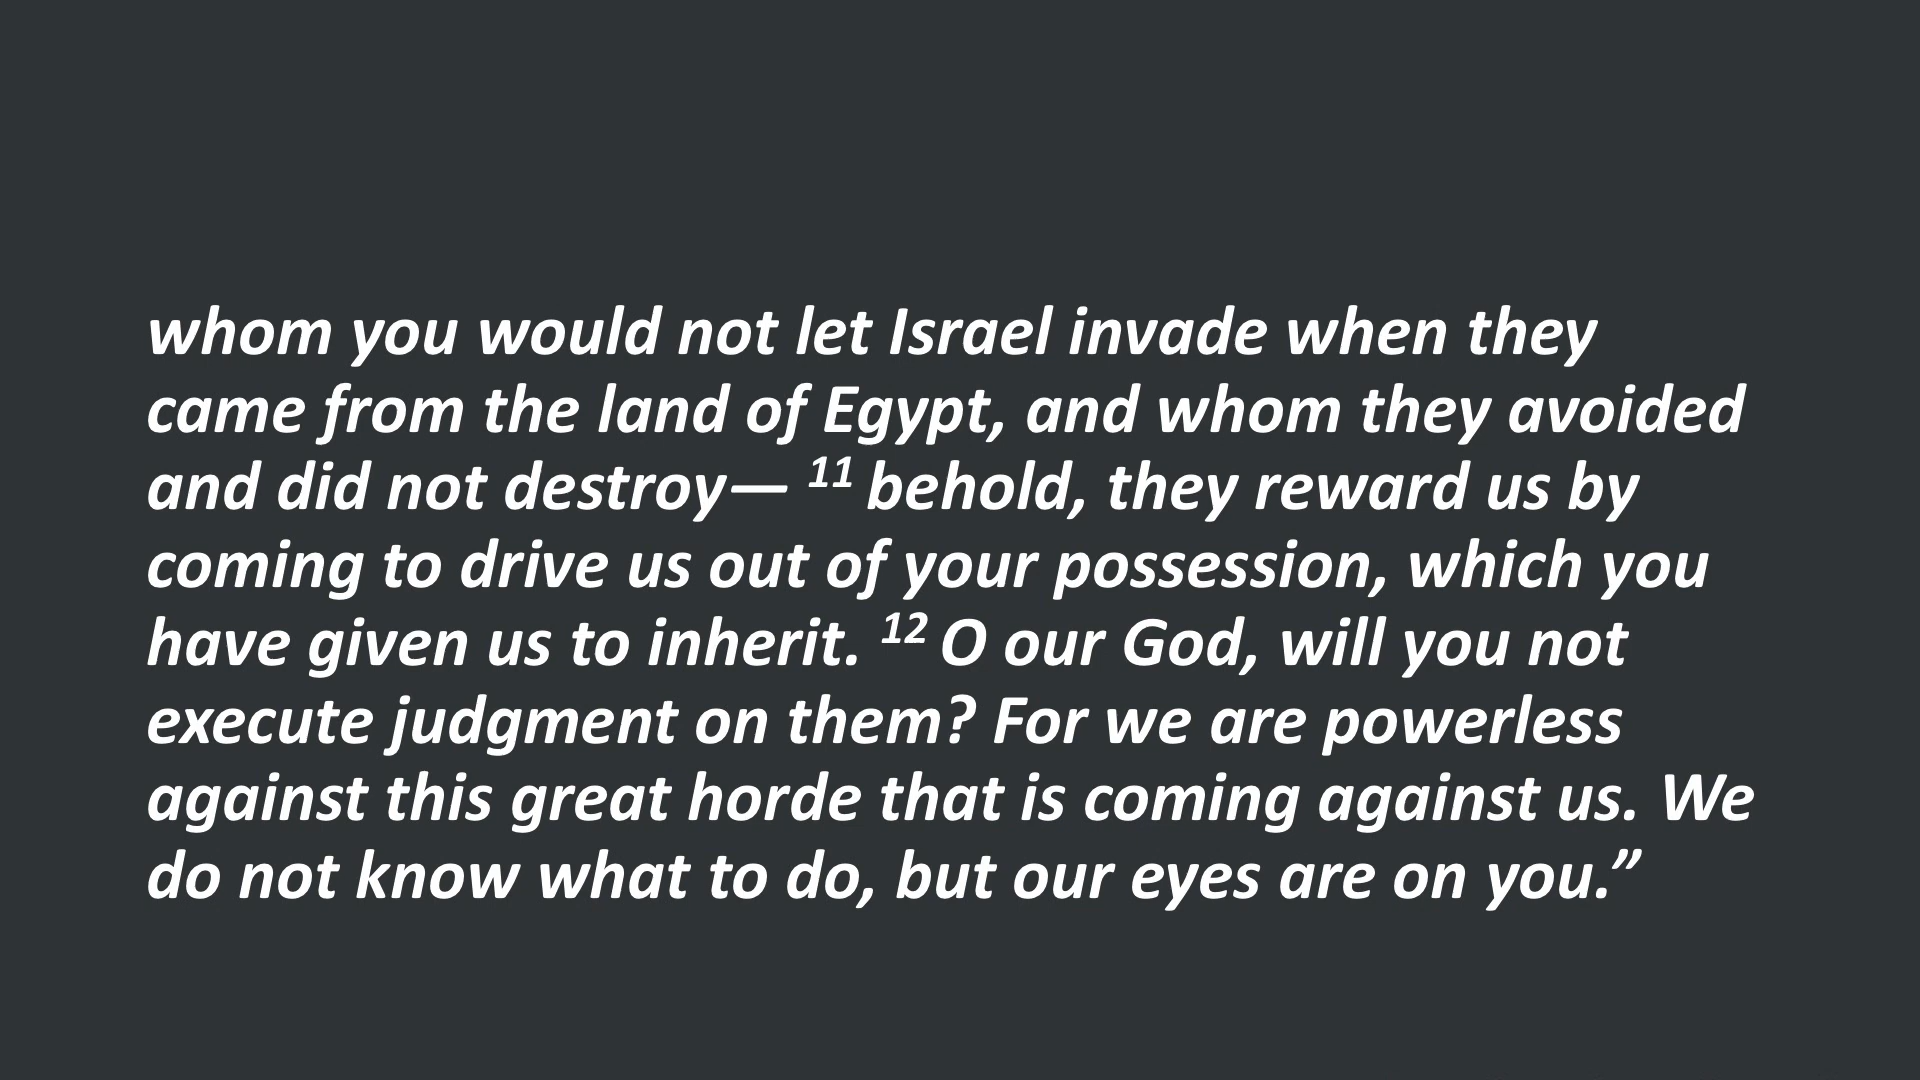 whom you would not let Israel invade when they
came from the land of Egypt, and whom they avoided
and did not destroy— 11 behold, they reward us by
coming to drive us out of your possession, which you
have given us to inherit. 12 O our God, will you not
execute judgment on them? For we are powerless
against this great horde that is coming against us. We
do not know what to do, but our eyes are on you.”